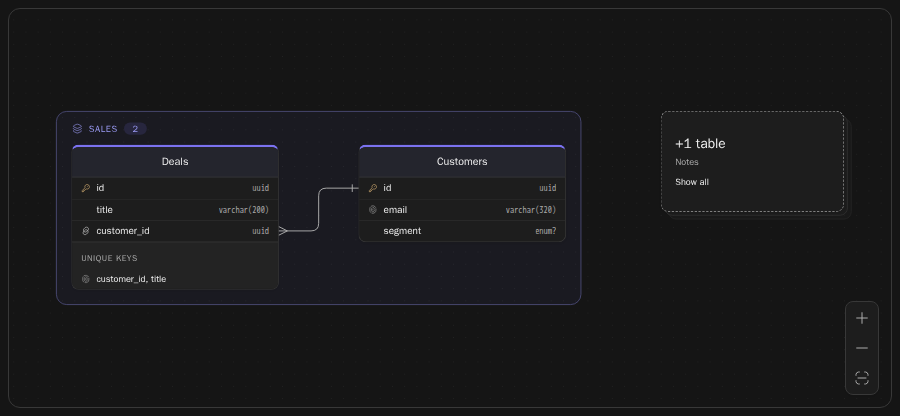 SALES 2
Deals
id uuid
title varchar(200)
customer_id uuid
UNIQUE KEYS
customer_id, title
Customers
id uuid
email varchar(320)
segment enum?
+1 table
Notes
Show all